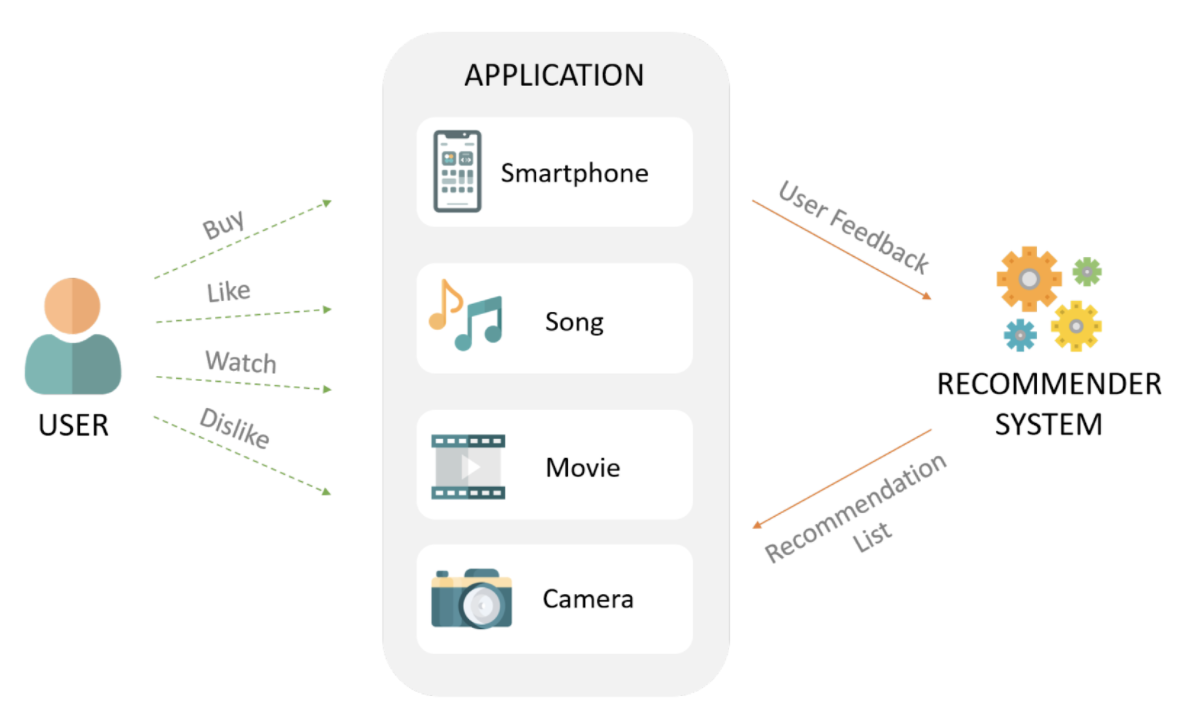 APPLICATION
Smartphone
Song
Movie
Camera
Buy
Like
Watch
Dislike
USER
User Feedback
RECOMMENDER
SYSTEM
Recommendation
List